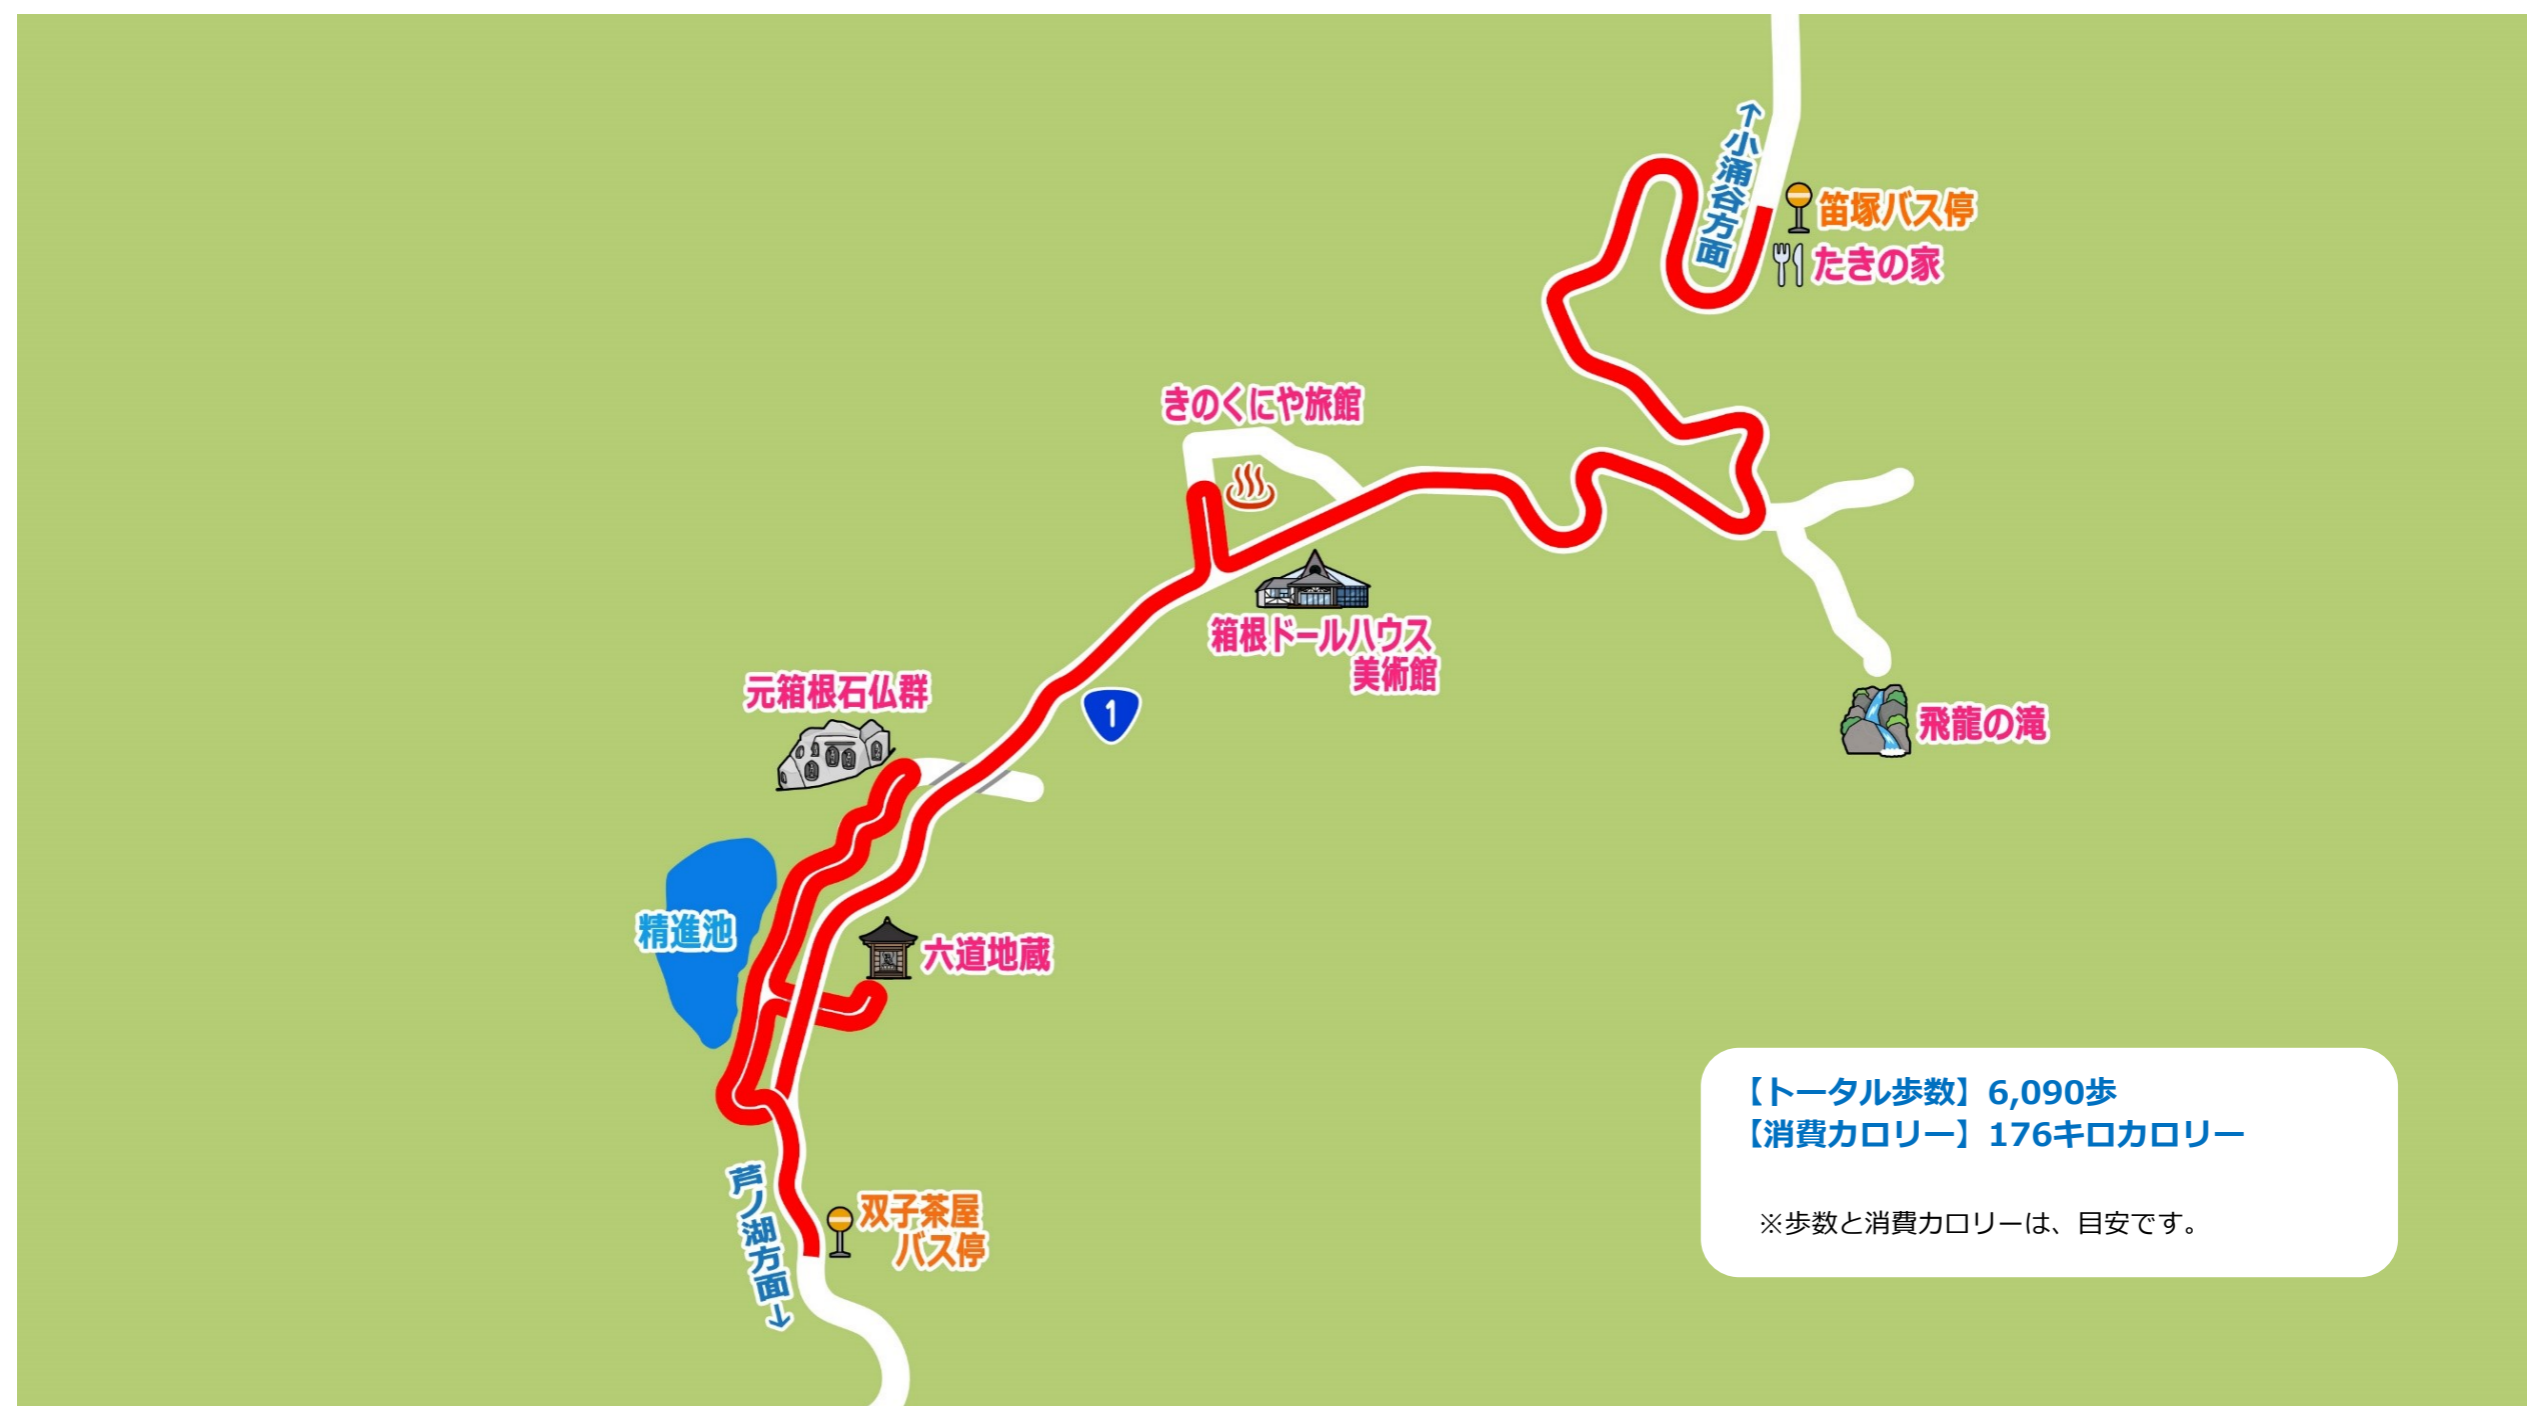 ↑小涌谷方面
笛塚バス停
たきの家
きのくにや旅館
箱根ドールハウス
美術館
元箱根石仏群
1
飛龍の滝
精進池
六道地蔵
【トータル歩数】6,090歩
【消費カロリー】176キロカロリー
※歩数と消費カロリーは、目安です。
芦ノ湖方面↓
双子茶屋
バス停